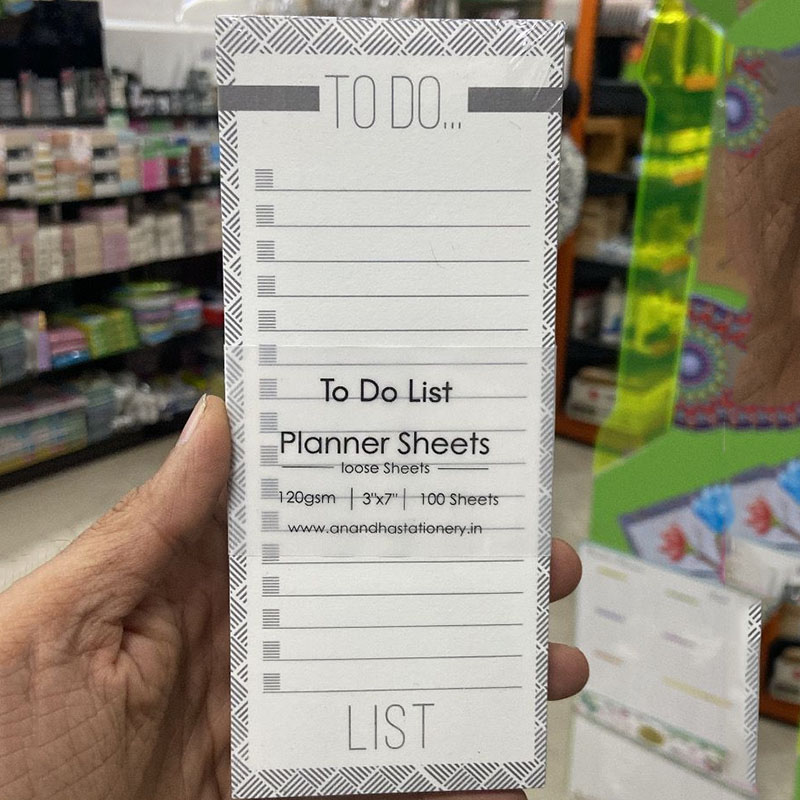 TO DO...
To Do List
Planner Sheets
loose Sheets
120gsm | 3"x7" | 100 Sheets
www.anandhastationery.in
LIST